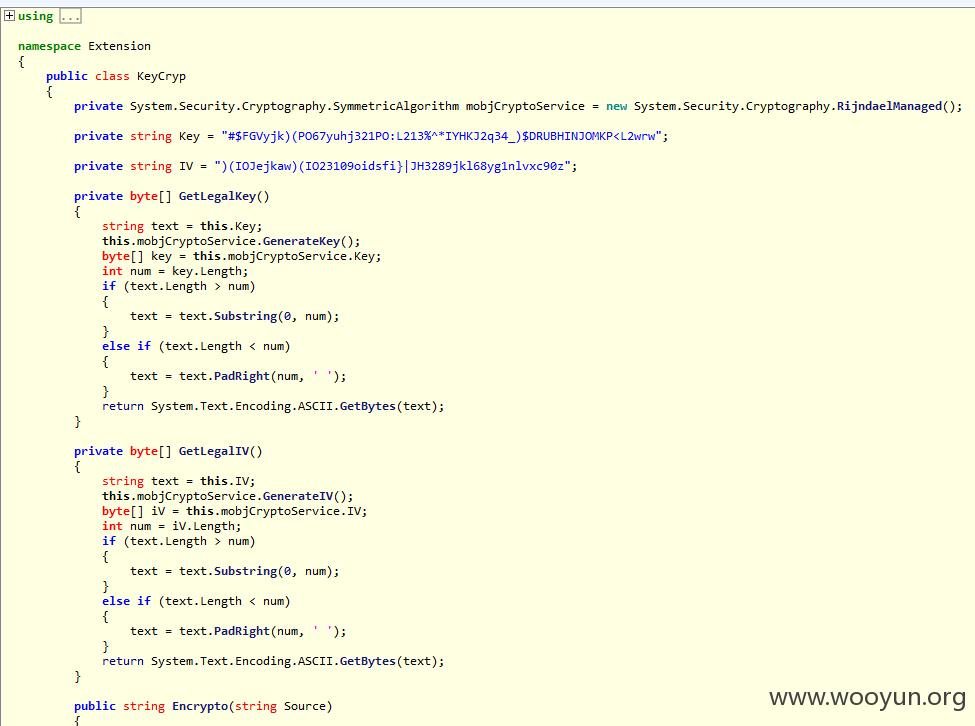 using ...
namespace Extension
{
    public class KeyCryp
    {
        private System.Security.Cryptography.SymmetricAlgorithm mobjCryptoService = new System.Security.Cryptography.RijndaelManaged();
        private string Key = "#$FGVyjk)(PO67yuhj321PO:L213%^*IYHKJ2q34_)$DRUBHINJOMKP<L2wrw";
        private string IV = ")(IOJejkaw)(IO23109oidsfi}|JH3289jkl68yg1nlvxc90z";
        private byte[] GetLegalKey()
        {
            string text = this.Key;
            this.mobjCryptoService.GenerateKey();
            byte[] key = this.mobjCryptoService.Key;
            int num = key.Length;
            if (text.Length > num)
            {
                text = text.Substring(0, num);
            }
            else if (text.Length < num)
            {
                text = text.PadRight(num, ' ');
            }
            return System.Text.Encoding.ASCII.GetBytes(text);
        }
        private byte[] GetLegalIV()
        {
            string text = this.IV;
            this.mobjCryptoService.GenerateIV();
            byte[] iV = this.mobjCryptoService.IV;
            int num = iV.Length;
            if (text.Length > num)
            {
                text = text.Substring(0, num);
            }
            else if (text.Length < num)
            {
                text = text.PadRight(num, ' ');
            }
            return System.Text.Encoding.ASCII.GetBytes(text);
        }
        public string Encrypto(string Source)
        {
www.wooyun.org